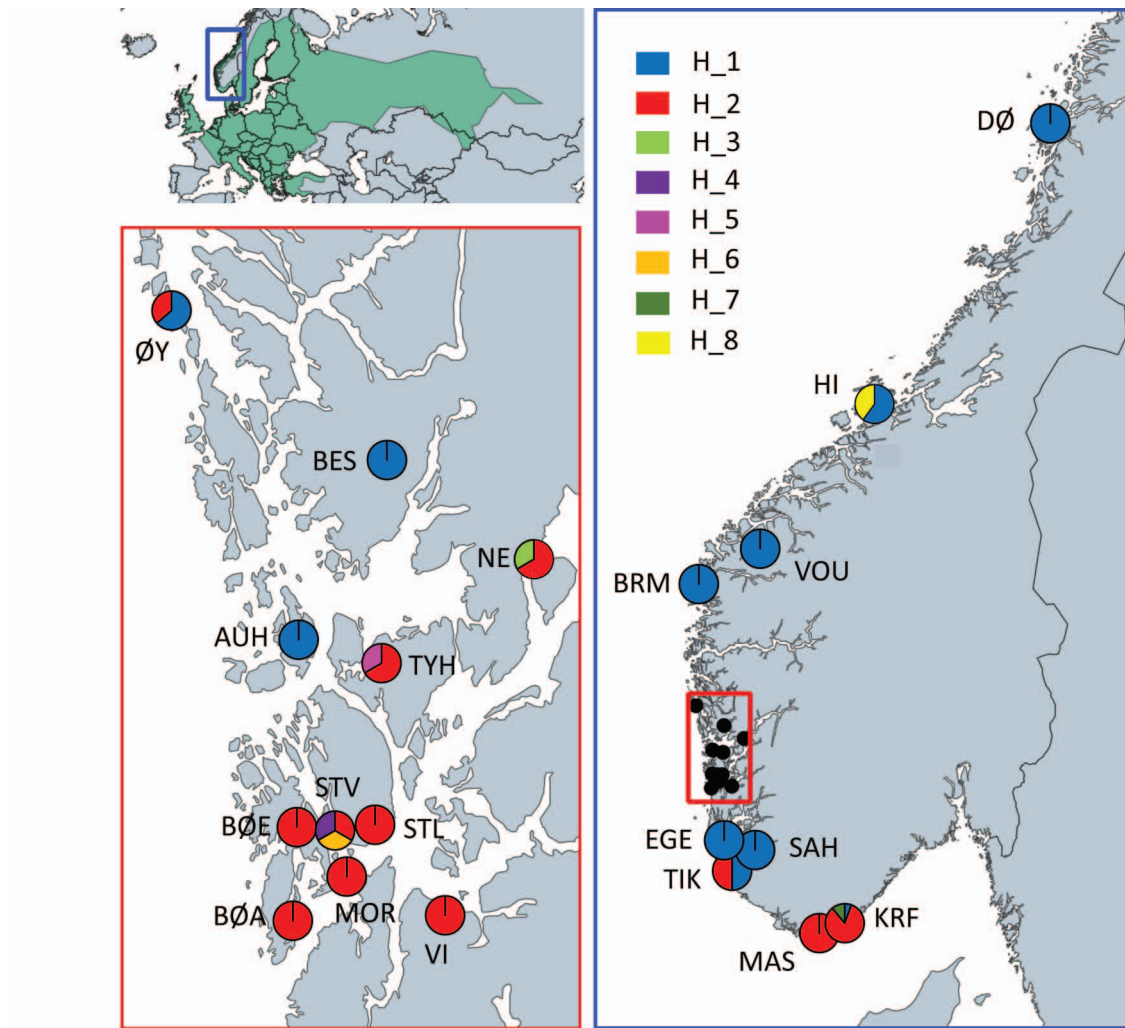 H_1
H_2
H_3
H_4
H_5
H_6
H_7
H_8
DØ
HI
VOU
BRM
EGE
SAH
TIK
KRF
MAS
ØY
BES
NE
AUH
TYH
STV
BØE
STL
MOR
BØA
VI